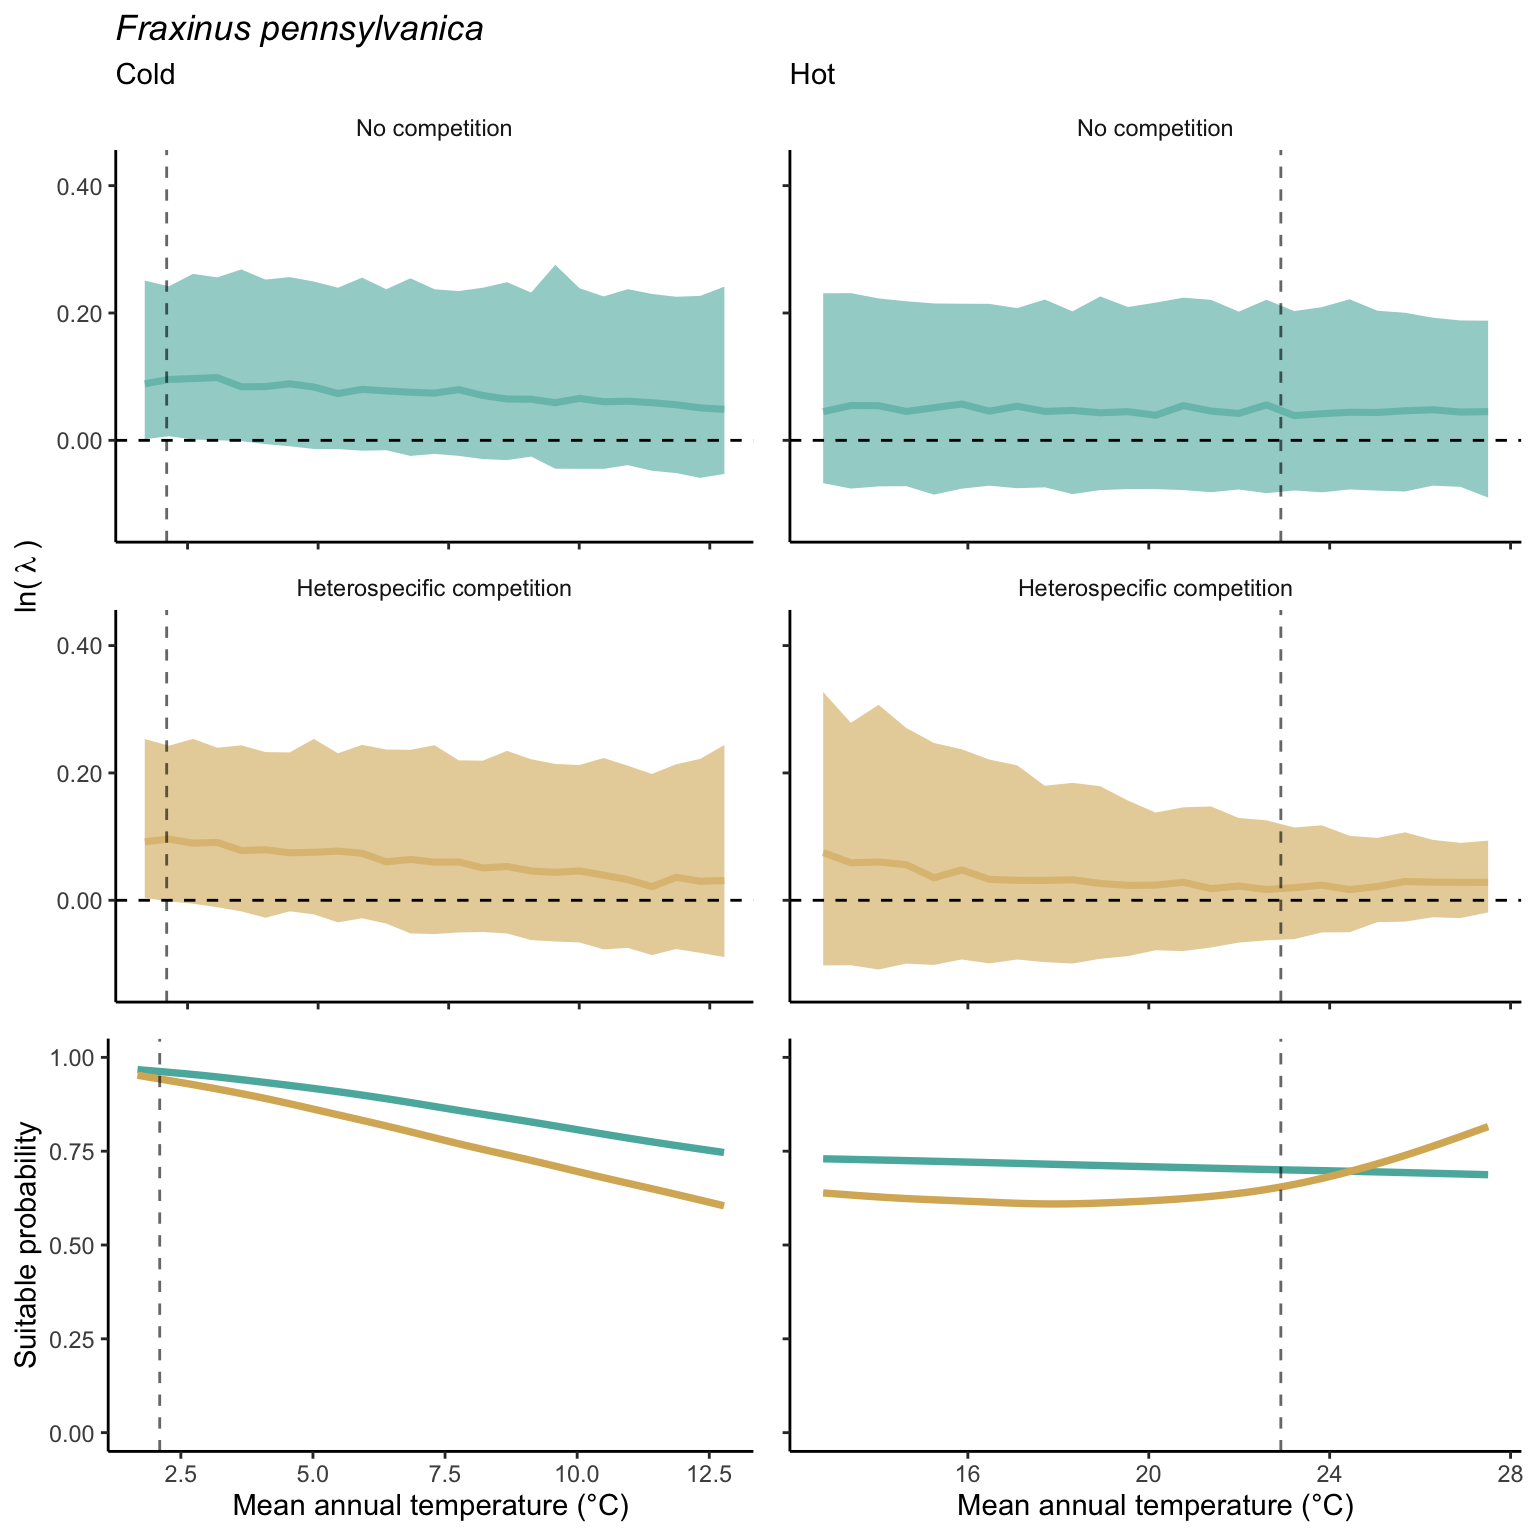 Fraxinus pennsylvanica
Cold
Hot
No competition
No competition
0.40
0.20
0.00
ln( λ )
Heterospecific competition
Heterospecific competition
0.40
0.20
0.00
Suitable probability
1.00
0.75
0.50
0.25
0.00
2.5 5.0 7.5 10.0 12.5
16 20 24 28
Mean annual temperature (°C)
Mean annual temperature (°C)